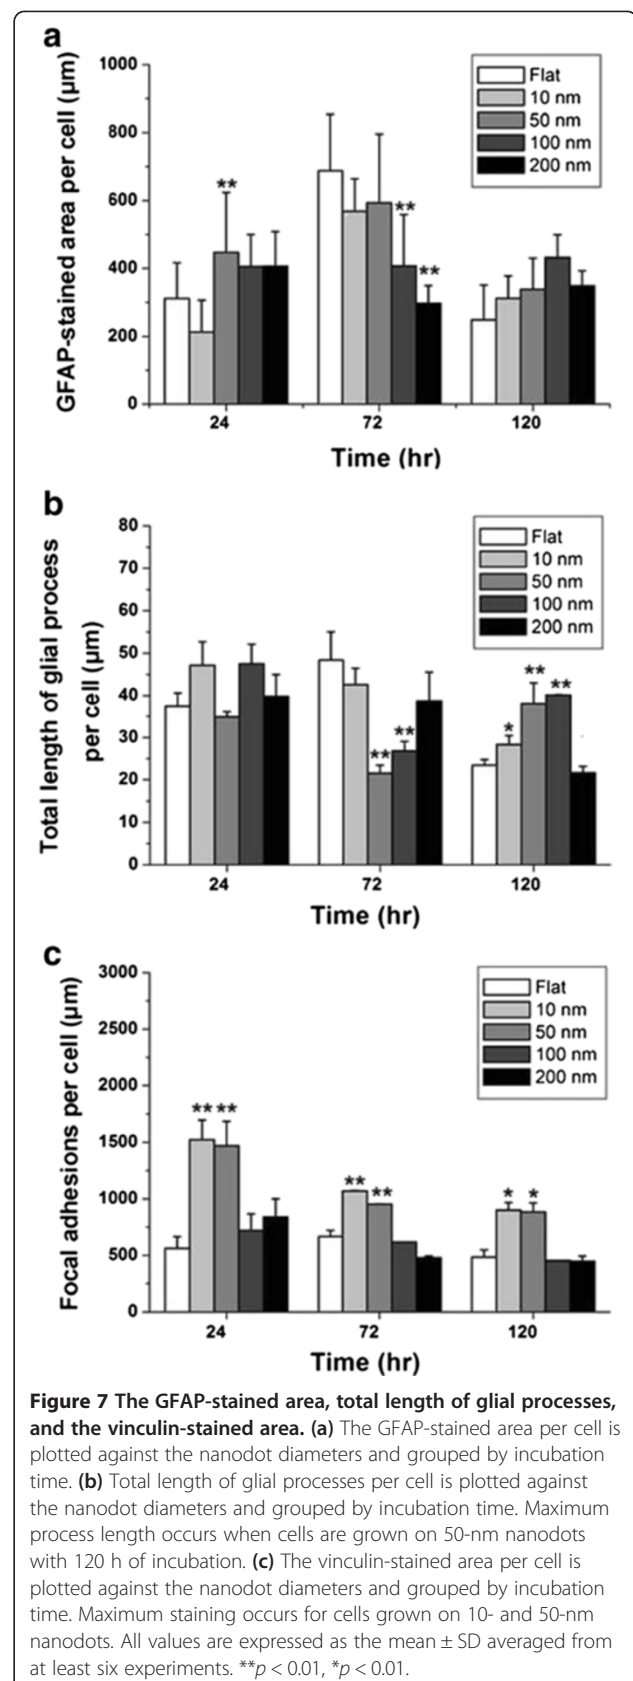 a
GFAP-stained area per cell (µm)
1000
800
600
400
200
0
Flat
10 nm
50 nm
100 nm
200 nm
**
**
**
24
72
120
Time (hr)
b
Total length of glial process
per cell (µm)
80
70
60
50
40
30
20
10
0
Flat
10 nm
50 nm
100 nm
200 nm
**
**
*
**
**
24
72
120
Time (hr)
c
Focal adhesions per cell (µm)
3000
2500
2000
1500
1000
500
0
Flat
10 nm
50 nm
100 nm
200 nm
**
**
**
**
*
*
24
72
120
Time (hr)
Figure 7 The GFAP-stained area, total length of glial processes,
and the vinculin-stained area. (a) The GFAP-stained area per cell is
plotted against the nanodot diameters and grouped by incubation
time. (b) Total length of glial processes per cell is plotted against
the nanodot diameters and grouped by incubation time. Maximum
process length occurs when cells are grown on 50-nm nanodots
with 120 h of incubation. (c) The vinculin-stained area per cell is
plotted against the nanodot diameters and grouped by incubation
time. Maximum staining occurs for cells grown on 10- and 50-nm
nanodots. All values are expressed as the mean ± SD averaged from
at least six experiments. **p < 0.01, *p < 0.01.